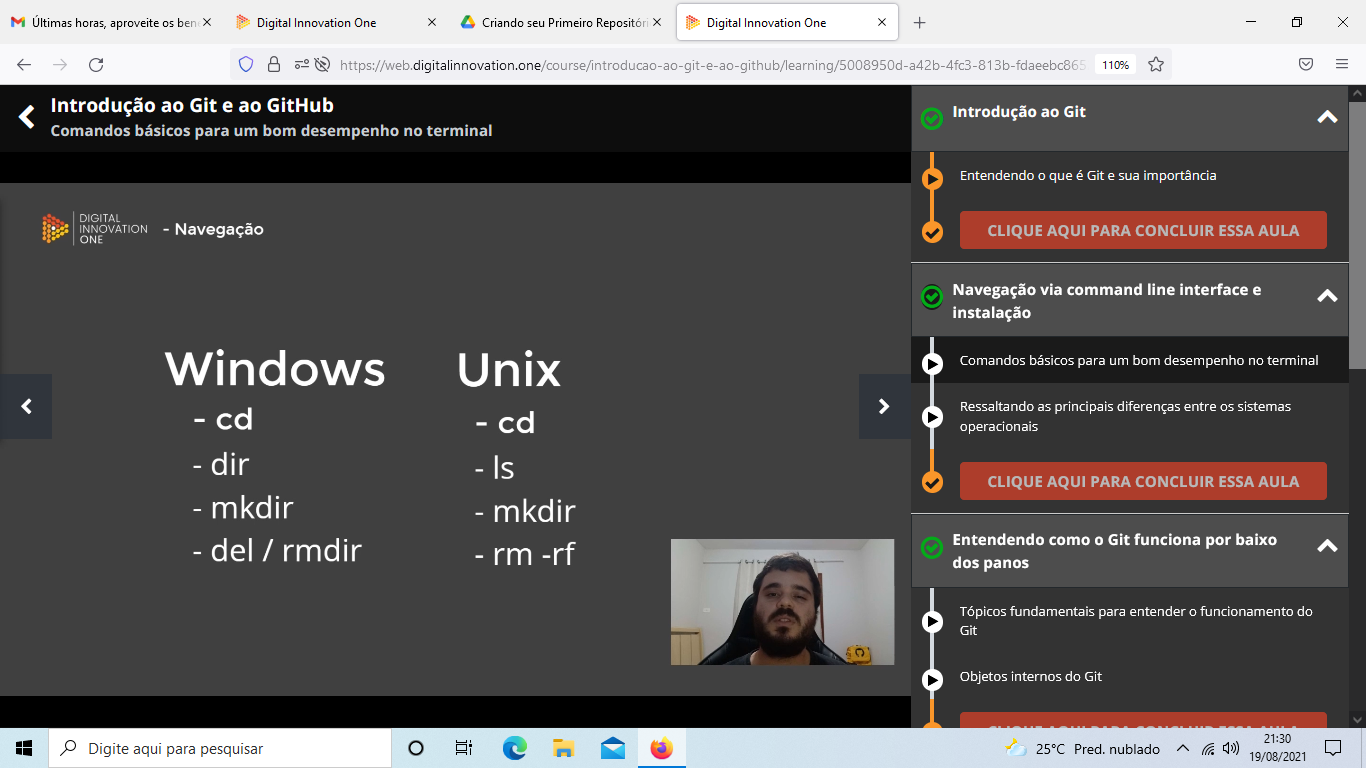 Últimas horas, aproveite os ben
Digital Innovation One
Criando seu Primeiro Repositóri
Digital Innovation One
https://web.digitalinnovation.one/course/introducao-ao-git-e-ao-github/learning/5008950d-a42b-4fc3-813b-fdaeebc865
110%
Introdução ao Git e ao GitHub
Comandos básicos para um bom desempenho no terminal
DIGITAL
INNOVATION
ONE
- Navegação
Windows
- cd
- dir
- mkdir
- del / rmdir
Unix
- cd
- ls
- mkdir
- rm -rf
Introdução ao Git
Entendendo o que é Git e sua importância
CLIQUE AQUI PARA CONCLUIR ESSA AULA
Navegação via command line interface e
instalação
Comandos básicos para um bom desempenho no terminal
Ressaltando as principais diferenças entre os sistemas
operacionais
CLIQUE AQUI PARA CONCLUIR ESSA AULA
Entendendo como o Git funciona por baixo
dos panos
Tópicos fundamentais para entender o funcionamento do
Git
Objetos internos do Git
CLIQUE AQUI PARA CONCLUIR ESSA AULA
Digite aqui para pesquisar
25°C Pred. nublado
21:30
19/08/2021